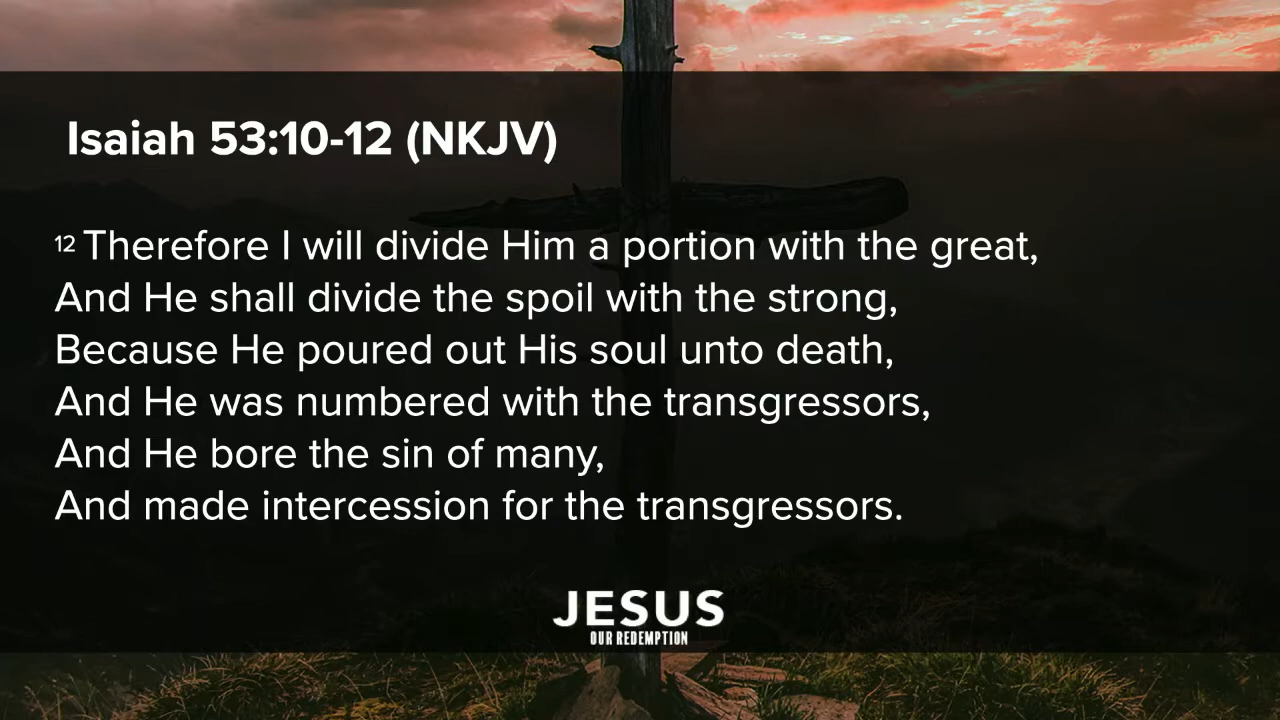 Isaiah 53:10-12 (NKJV)
12 Therefore I will divide Him a portion with the great,
And He shall divide the spoil with the strong,
Because He poured out His soul unto death,
And He was numbered with the transgressors,
And He bore the sin of many,
And made intercession for the transgressors.
JESUS
OUR REDEMPTION